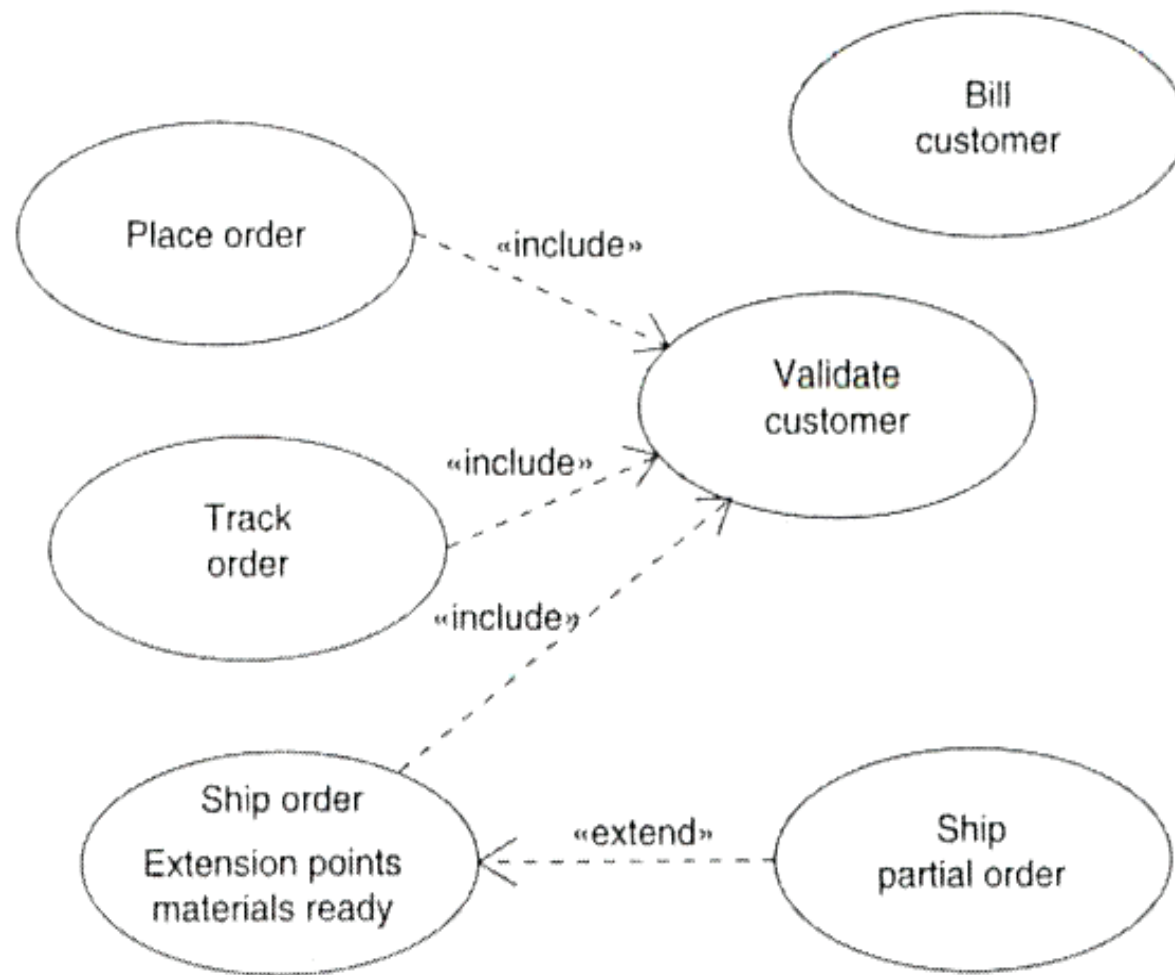 Bill
customer
Place order
«include»
Validate
customer
«include»
Track
order
«include»
Ship order
Extension points
materials ready
«extend»
Ship
partial order